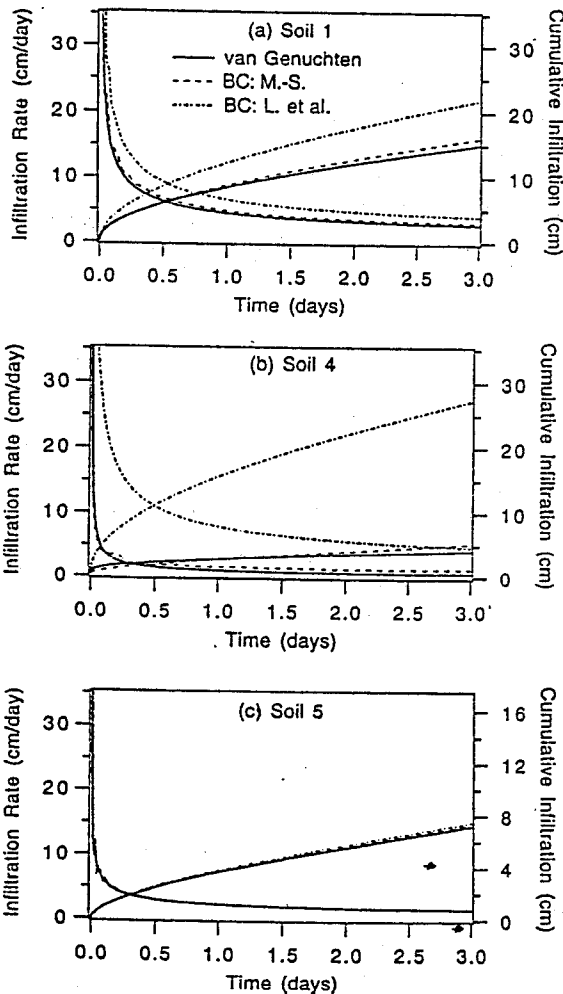 (a) Soil 1
van Genuchten
BC: M.-S.
BC: L. et al.
Infiltration Rate (cm/day)
30
20
10
0
Cumulative Infiltration (cm)
30
20
10
0
0.0 0.5 1.0 1.5 2.0 2.5 3.0
Time (days)
(b) Soil 4
Infiltration Rate (cm/day)
30
20
10
0
Cumulative Infiltration (cm)
30
20
10
0
0.0 0.5 1.0 1.5 2.0 2.5 3.0
Time (days)
(c) Soil 5
Infiltration Rate (cm/day)
30
20
10
0
Cumulative Infiltration (cm)
16
12
8
4
0
0.0 0.5 1.0 1.5 2.0 2.5 3.0
Time (days)